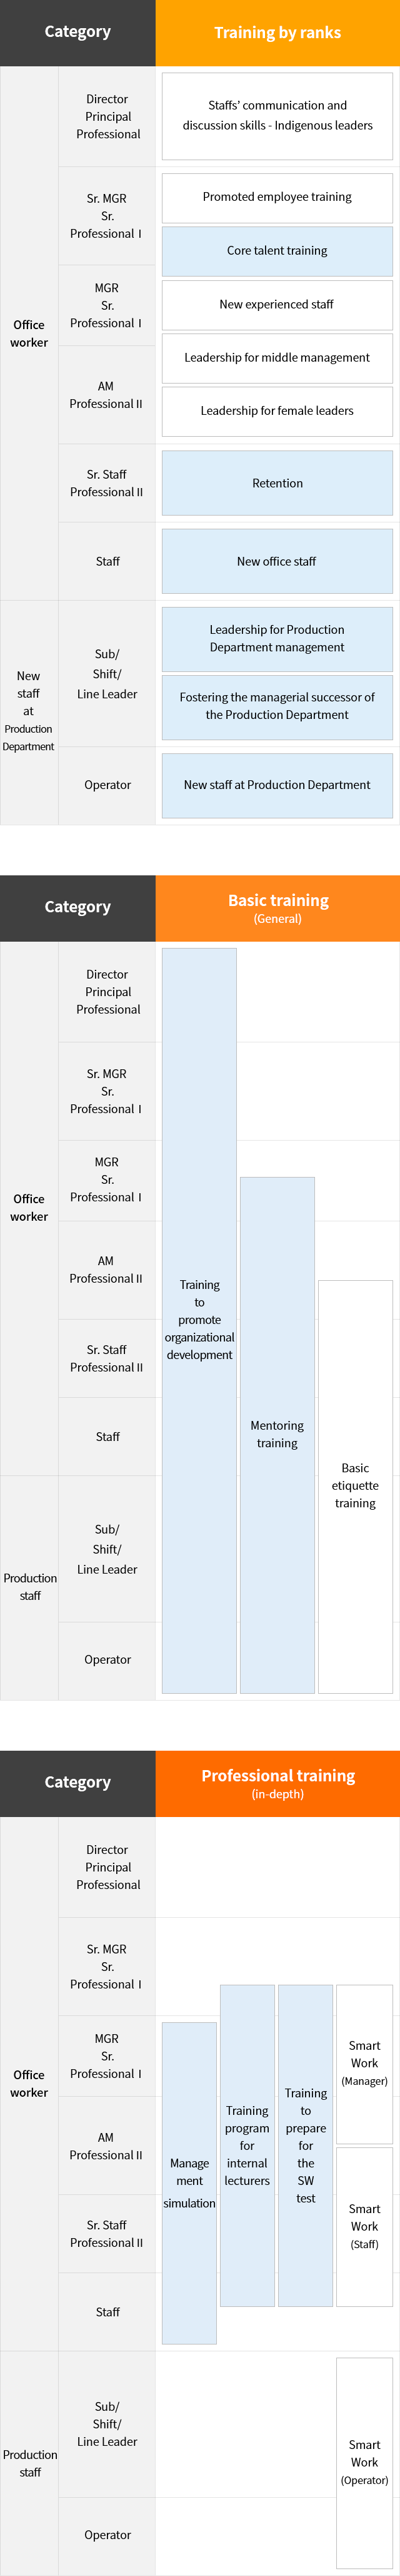 Category
Training by ranks
Office
worker
Director
Principal
Professional
Staffs’ communication and
discussion skills - Indigenous leaders
Sr. MGR
Sr.
Professional Ⅰ
Promoted employee training
Core talent training
MGR
Sr.
Professional Ⅰ
New experienced staff
Leadership for middle management
AM
Professional II
Leadership for female leaders
Sr. Staff
Professional II
Retention
Staff
New office staff
New
staff
at
Production
Department
Sub/
Shift/
Line Leader
Leadership for Production
Department management
Fostering the managerial successor of
the Production Department
Operator
New staff at Production Department
Category
Basic training
(General)
Office
worker
Director
Principal
Professional
Sr. MGR
Sr.
Professional Ⅰ
MGR
Sr.
Professional Ⅰ
AM
Professional II
Sr. Staff
Professional II
Staff
Production
staff
Sub/
Shift/
Line Leader
Operator
Training
to
promote
organizational
development
Mentoring
training
Basic
etiquette
training
Category
Professional training
(in-depth)
Office
worker
Director
Principal
Professional
Sr. MGR
Sr.
Professional Ⅰ
MGR
Sr.
Professional Ⅰ
AM
Professional II
Sr. Staff
Professional II
Staff
Production
staff
Sub/
Shift/
Line Leader
Operator
Manage
ment
simulation
Training
program
for
internal
lecturers
Training
to
prepare
for
the
SW
test
Smart
Work
(Manager)
Smart
Work
(Staff)
Smart
Work
(Operator)